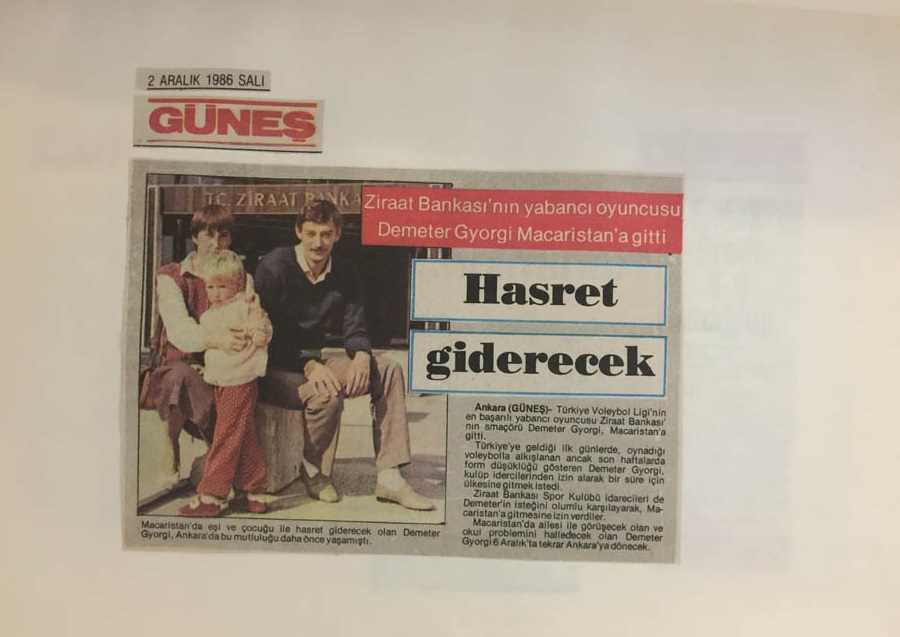 2 ARALIK 1986 SALI
GÜNEŞ
T.C. ZİRAAT BANKA
Ziraat Bankası'nın yabancı oyuncusu
Demeter Gyorgi Macaristan'a gitti
Hasret
giderecek
Ankara (GÜNEŞ)- Türkiye Voleybol Ligi'nin
en başarılı yabancı oyuncusu Ziraat Bankası'
nın smaçörü Demeter Gyorgi, Macaristan'a
gitti.
Türkiye'ye geldiği ilk günlerde, oynadığı
voleybolla alkışlanan ancak son haftalarda
form düşüklüğü gösteren Demeter Gyorgi,
kulüp idercilerinden izin alarak bir süre için
ülkesine gitmek istedi.
Ziraat Bankası Spor Kulübü idarecileri de
Demeter'in isteğini olumlu karşılayarak, Ma-
caristan'a gitmesine izin verdiler.
Macaristan'da ailesi ile görüşecek olan ve
okul problemini halledecek olan Demeter
Gyorgi 6 Aralık'ta tekrar Ankara'ya dönecek.
Macaristan'da eşi ve çocuğu ile hasret giderecek olan Demeter
Gyorgi, Ankara'da bu mutluluğu daha önce yaşamıştı.